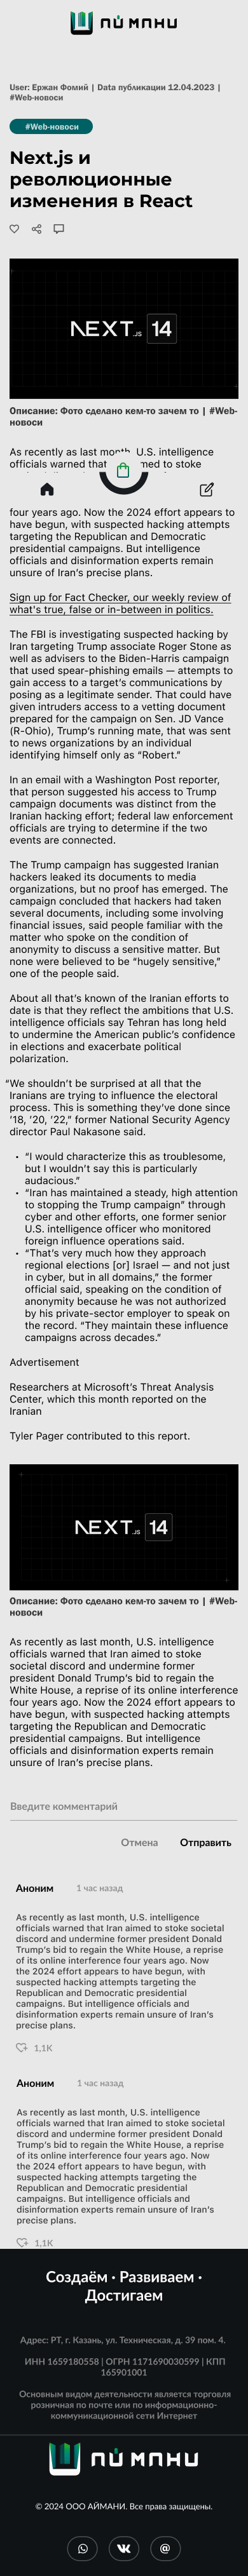 ЛИМАНИ
User: Ержан Фомий | Data публикации 12.04.2023 |
#Web-новоси
#Web-новоси
Next.js и
революционные
изменения в React
NEXT.JS 14
Описание: Фото сделано кем-то зачем то | #Web-
новоси
As recently as last month, U.S. intelligence
officials warned that med to stoke
four years ago. Now the 2024 effort appears to
have begun, with suspected hacking attempts
targeting the Republican and Democratic
presidential campaigns. But intelligence
officials and disinformation experts remain
unsure of Iran’s precise plans.
Sign up for Fact Checker, our weekly review of
what's true, false or in-between in politics.
The FBI is investigating suspected hacking by
Iran targeting Trump associate Roger Stone as
well as advisers to the Biden-Harris campaign
that used spear-phishing emails — attempts to
gain access to a target’s communications by
posing as a legitimate sender. That could have
given intruders access to a vetting document
prepared for the campaign on Sen. JD Vance
(R-Ohio), Trump’s running mate, that was sent
to news organizations by an individual
identifying himself only as “Robert.”
In an email with a Washington Post reporter,
that person suggested his access to Trump
campaign documents was distinct from the
Iranian hacking effort; federal law enforcement
officials are trying to determine if the two
events are connected.
The Trump campaign has suggested Iranian
hackers leaked its documents to media
organizations, but no proof has emerged. The
campaign concluded that hackers had taken
several documents, including some involving
financial issues, said people familiar with the
matter who spoke on the condition of
anonymity to discuss a sensitive matter. But
none were believed to be “hugely sensitive,”
one of the people said.
About all that’s known of the Iranian efforts to
date is that they reflect the ambitions that U.S.
intelligence officials say Tehran has long held
to undermine the American public’s confidence
in elections and exacerbate political
polarization.
“We shouldn’t be surprised at all that the
Iranians are trying to influence the electoral
process. This is something they’ve done since
’18, ’20, ’22,” former National Security Agency
director Paul Nakasone said.
• “I would characterize this as troublesome,
but I wouldn’t say this is particularly
audacious.”
• “Iran has maintained a steady, high attention
to stopping the Trump campaign” through
cyber and other efforts, one former senior
U.S. intelligence officer who monitored
foreign influence operations said.
• “That’s very much how they approach
regional elections [or] Israel — and not just
in cyber, but in all domains,” the former
official said, speaking on the condition of
anonymity because he was not authorized
by his private-sector employer to speak on
the record. “They maintain these influence
campaigns across decades.”
Advertisement
Researchers at Microsoft’s Threat Analysis
Center, which this month reported on the
Iranian
Tyler Pager contributed to this report.
NEXT.JS 14
Описание: Фото сделано кем-то зачем то | #Web-
новоси
As recently as last month, U.S. intelligence
officials warned that Iran aimed to stoke
societal discord and undermine former
president Donald Trump’s bid to regain the
White House, a reprise of its online interference
four years ago. Now the 2024 effort appears to
have begun, with suspected hacking attempts
targeting the Republican and Democratic
presidential campaigns. But intelligence
officials and disinformation experts remain
unsure of Iran’s precise plans.
Введите комментарий
Отмена Отправить
Аноним 1 час назад
As recently as last month, U.S. intelligence
officials warned that Iran aimed to stoke societal
discord and undermine former president Donald
Trump’s bid to regain the White House, a reprise
of its online interference four years ago. Now
the 2024 effort appears to have begun, with
suspected hacking attempts targeting the
Republican and Democratic presidential
campaigns. But intelligence officials and
disinformation experts remain unsure of Iran’s
precise plans.
1,1K
Аноним 1 час назад
As recently as last month, U.S. intelligence
officials warned that Iran aimed to stoke societal
discord and undermine former president Donald
Trump’s bid to regain the White House, a reprise
of its online interference four years ago. Now
the 2024 effort appears to have begun, with
suspected hacking attempts targeting the
Republican and Democratic presidential
campaigns. But intelligence officials and
disinformation experts remain unsure of Iran’s
precise plans.
1,1K
Создаём · Развиваем ·
Достигаем
Адрес: РТ, г. Казань, ул. Техническая, д. 39 пом. 4.
ИНН 1659180558 | ОГРН 1171690030599 | КПП
165901001
Основным видом деятельности является торговля
розничная по почте или по информационно-
коммуникационной сети Интернет
ЛИМАНИ
© 2024 ООО АЙМАНИ. Все права защищены.